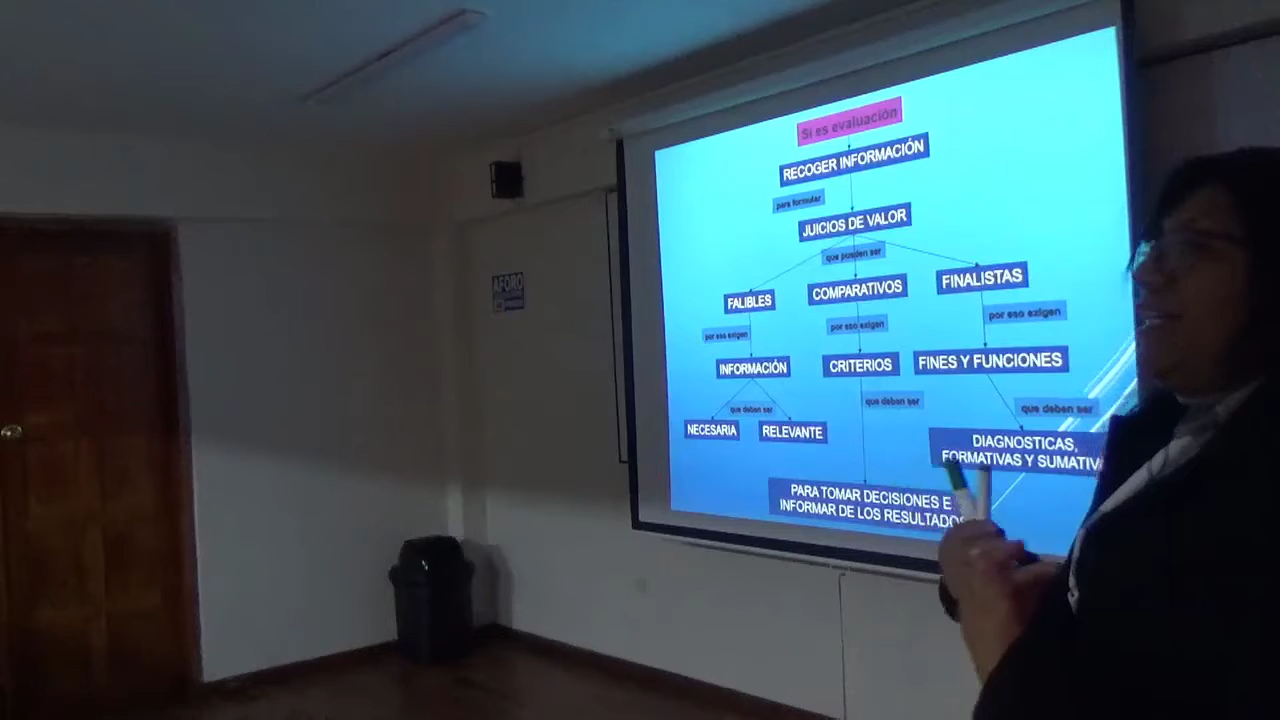 Si es evaluación
RECOGER INFORMACIÓN
para formular
JUICIOS DE VALOR
que pueden ser
FALIBLES
COMPARATIVOS
FINALISTAS
por eso exigen
por eso exigen
por eso exigen
INFORMACIÓN
CRITERIOS
FINES Y FUNCIONES
que deben ser
que deben ser
que deben ser
NECESARIA
RELEVANTE
DIAGNOSTICAS,
FORMATIVAS Y SUMATIV
PARA TOMAR DECISIONES E
INFORMAR DE LOS RESULTADOS
AFORO